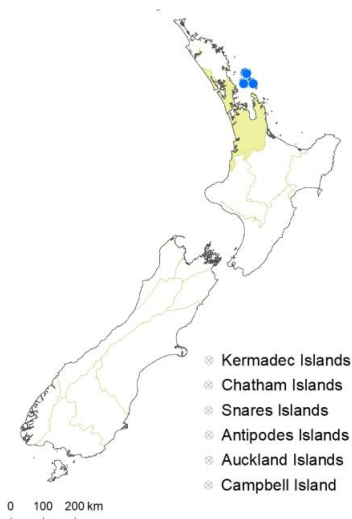 Kermadec Islands
Chatham Islands
Snares Islands
Antipodes Islands
Auckland Islands
Campbell Island
0 100 200 km